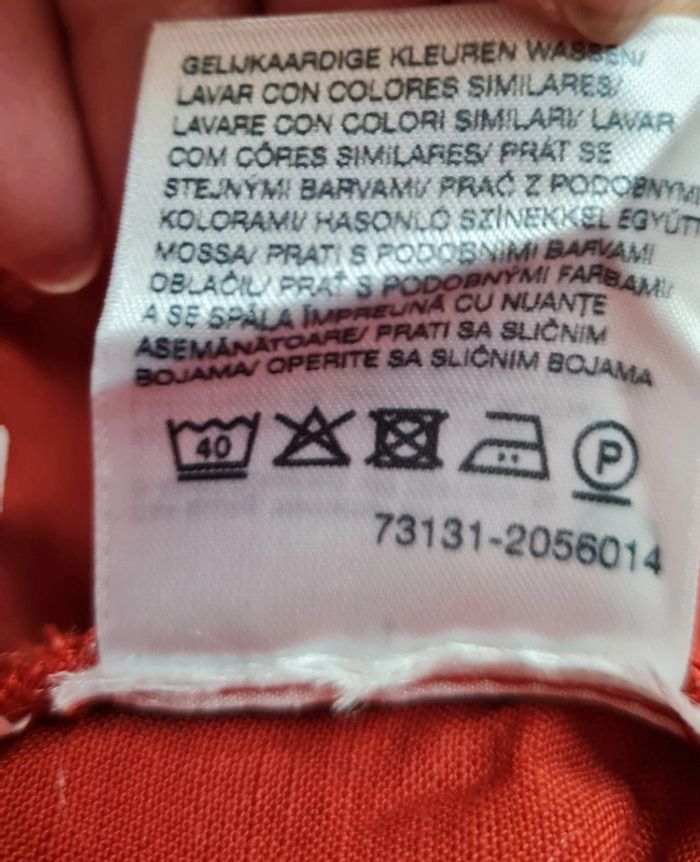 GELIJKAARDIGE KLEUREN WASSEN/
LAVAR CON COLORES SIMILARES/
LAVARE CON COLORI SIMILARI/ LAVAR
COM CÔRES SIMILARES/ PRÁT SE
STEJNÝMI BARVAMI/ PRAĆ Z PODOBNYMI
KOLORAMI/ HASONLÓ SZÍNEKKEL EGYÜTT
MOSSA/ PRATI S PODOBNIMI BARVAMI
OBLAČIL/ PRAŤ S PODOBNÝMI FARBAMI/
A SE SPĂLA ÎMPREUNĂ CU NUANŢE
ASEMĂNĂTOARE/ PRATI SA SLIČNIM
BOJAMA/ OPERITE SA SLIČNIM BOJAMA
40 P
73131-2056014